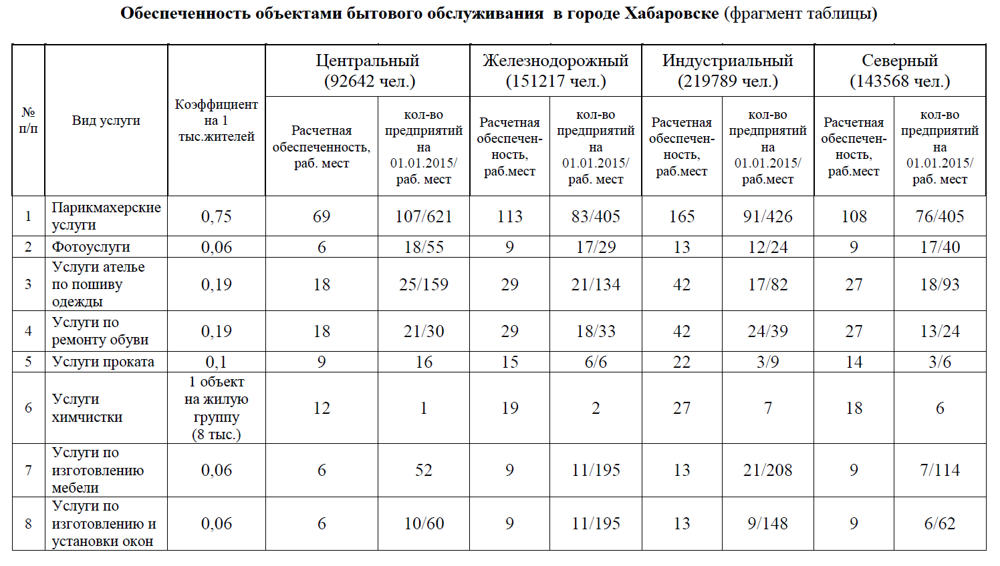 Обеспеченность объектами бытового обслуживания в городе Хабаровске (фрагмент таблицы)
№ п/п
Вид услуги
Коэффициент
на 1
тыс.жителей
Центральный
(92642 чел.)
Железнодорожный
(151217 чел.)
Индустриальный
(219789 чел.)
Северный
(143568 чел.)
Расчетная
обеспеченность,
раб. мест
кол-во
предприятий
на
01.01.2015/
раб. мест
Расчетная
обеспечен-
ность,
раб.мест
кол-во
предприятий
на
01.01.2015/
раб. мест
Расчетная
обеспечен-
ность,
раб.мест
кол-во
предприятий
на
01.01.2015/
раб.мест
Расчетная
обеспечен-
ность,
раб.мест
кол-во
предприятий
на
01.01.2015/
раб. мест
1 Парикмахерские
услуги 0,75 69 107/621 113 83/405 165 91/426 108 76/405
2 Фотоуслуги 0,06 6 18/55 9 17/29 13 12/24 9 17/40
3 Услуги ателье
по пошиву
одежды 0,19 18 25/159 29 21/134 42 17/82 27 18/93
4 Услуги по
ремонту обуви 0,19 18 21/30 29 18/33 42 24/39 27 13/24
5 Услуги проката 0,1 9 16 15 6/6 22 3/9 14 3/6
6 Услуги
химчистки
1 объект
на жилую
группу
(8 тыс.)
12 1 19 2 27 7 18 6
7 Услуги по
изготовлению
мебели 0,06 6 52 9 11/195 13 21/208 9 7/114
8 Услуги по
изготовлению и
установки окон 0,06 6 10/60 9 11/195 13 9/148 9 6/62